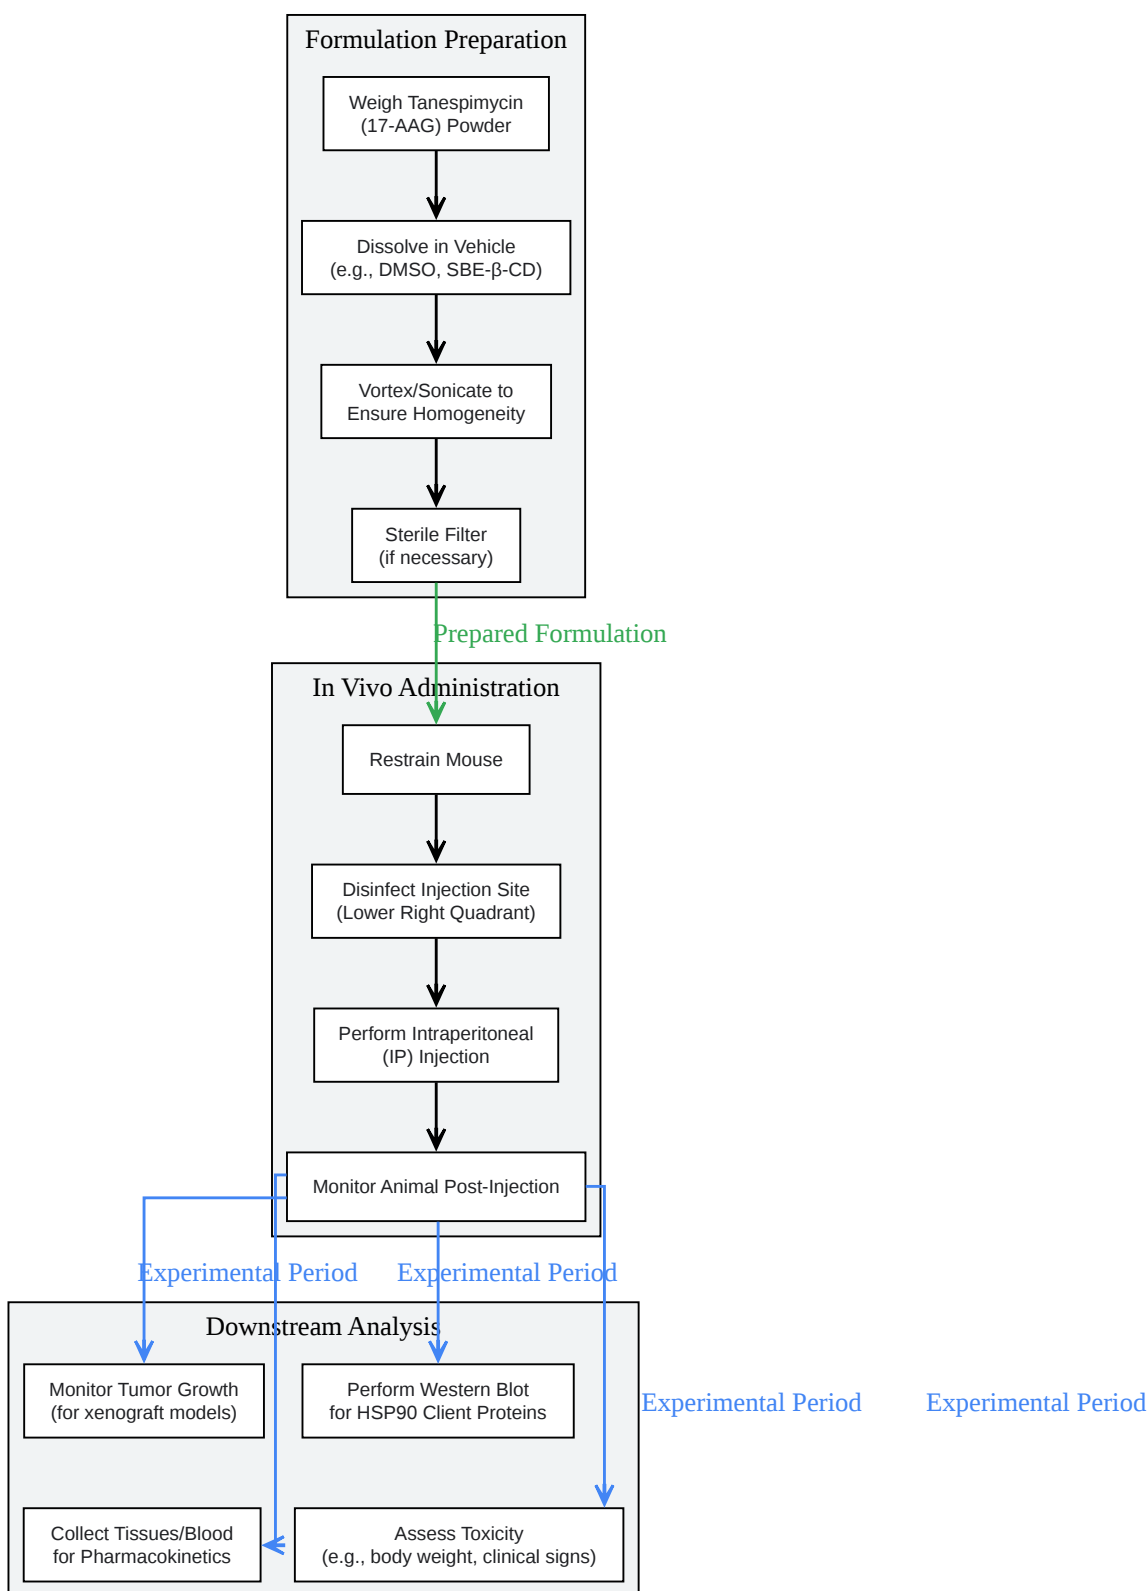 Formulation Preparation
Weigh Tanespimycin
(17-AAG) Powder
Dissolve in Vehicle
(e.g., DMSO, SBE-β-CD)
Vortex/Sonicate to
Ensure Homogeneity
Sterile Filter
(if necessary)
Prepared Formulation
In Vivo Administration
Restrain Mouse
Disinfect Injection Site
(Lower Right Quadrant)
Perform Intraperitoneal
(IP) Injection
Monitor Animal Post-Injection
Experimental Period
Experimental Period
Downstream Analysis
Monitor Tumor Growth
(for xenograft models)
Perform Western Blot
for HSP90 Client Proteins
Experimental Period
Experimental Period
Collect Tissues/Blood
for Pharmacokinetics
Assess Toxicity
(e.g., body weight, clinical signs)